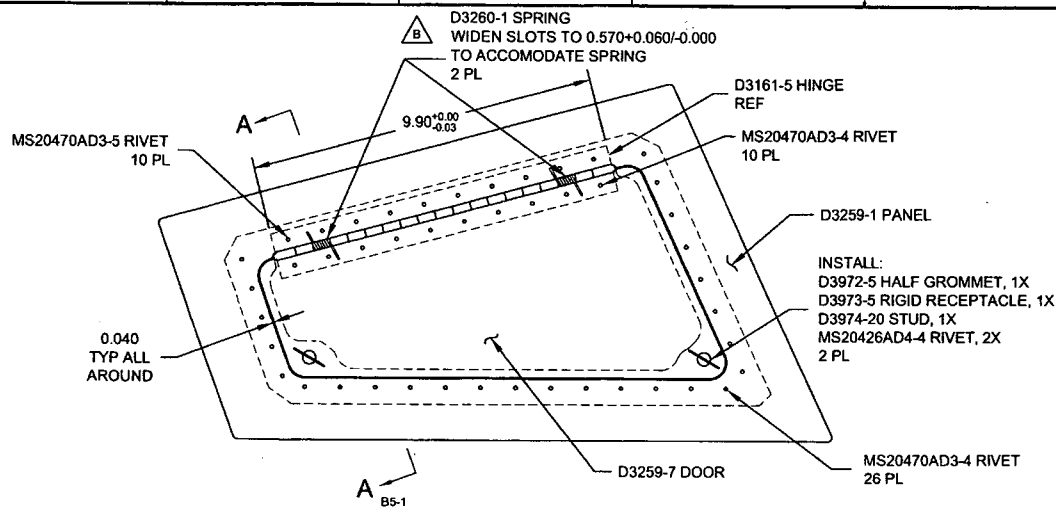 B
D3260-1 SPRING
WIDEN SLOTS TO 0.570+0.060/-0.000
TO ACCOMODATE SPRING
2 PL
D3161-5 HINGE
REF
A
9.90+0.00
-0.03
MS20470AD3-5 RIVET
10 PL
MS20470AD3-4 RIVET
10 PL
D3259-1 PANEL
INSTALL:
D3972-5 HALF GROMMET, 1X
D3973-5 RIGID RECEPTACLE, 1X
D3974-20 STUD, 1X
MS20426AD4-4 RIVET, 2X
2 PL
0.040
TYP ALL
AROUND
MS20470AD3-4 RIVET
26 PL
D3259-7 DOOR
A
B5-1